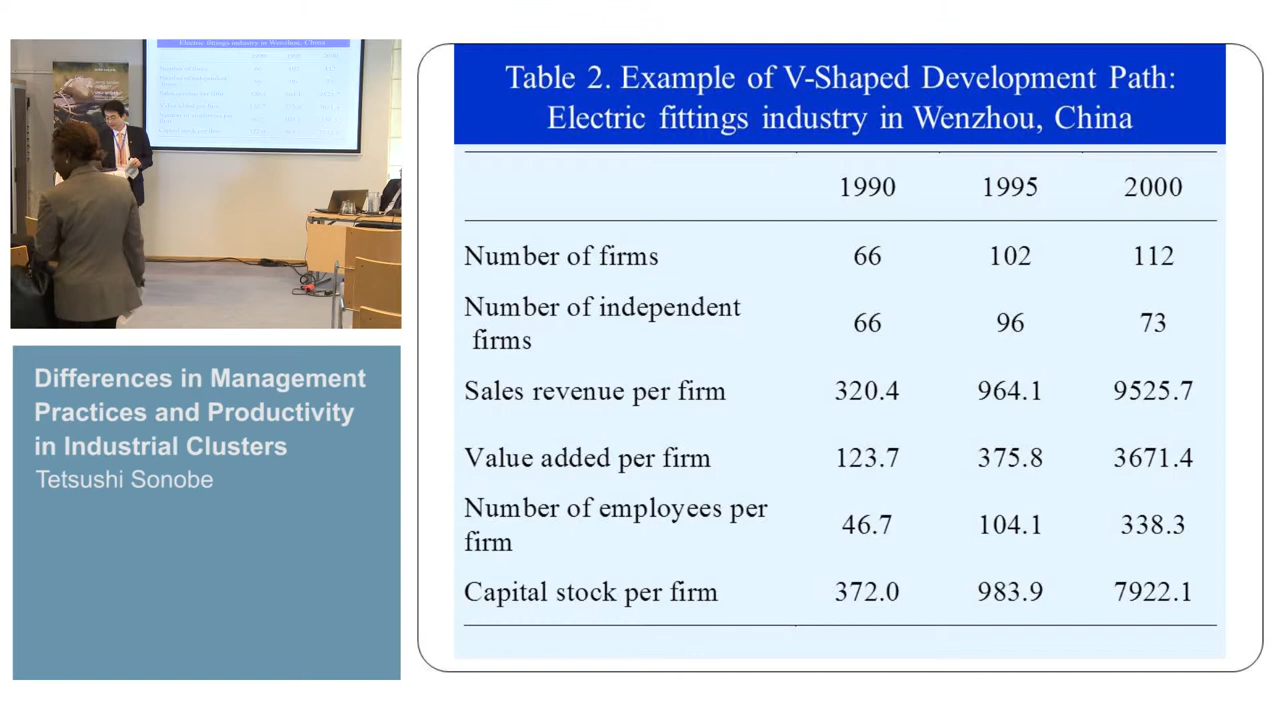 Electric fittings industry in Wenzhou, China
Differences in Management
Practices and Productivity
in Industrial Clusters
Tetsushi Sonobe
Table 2. Example of V-Shaped Development Path:
Electric fittings industry in Wenzhou, China
1990 1995 2000
Number of firms 66 102 112
Number of independent
firms 66 96 73
Sales revenue per firm 320.4 964.1 9525.7
Value added per firm 123.7 375.8 3671.4
Number of employees per
firm 46.7 104.1 338.3
Capital stock per firm 372.0 983.9 7922.1